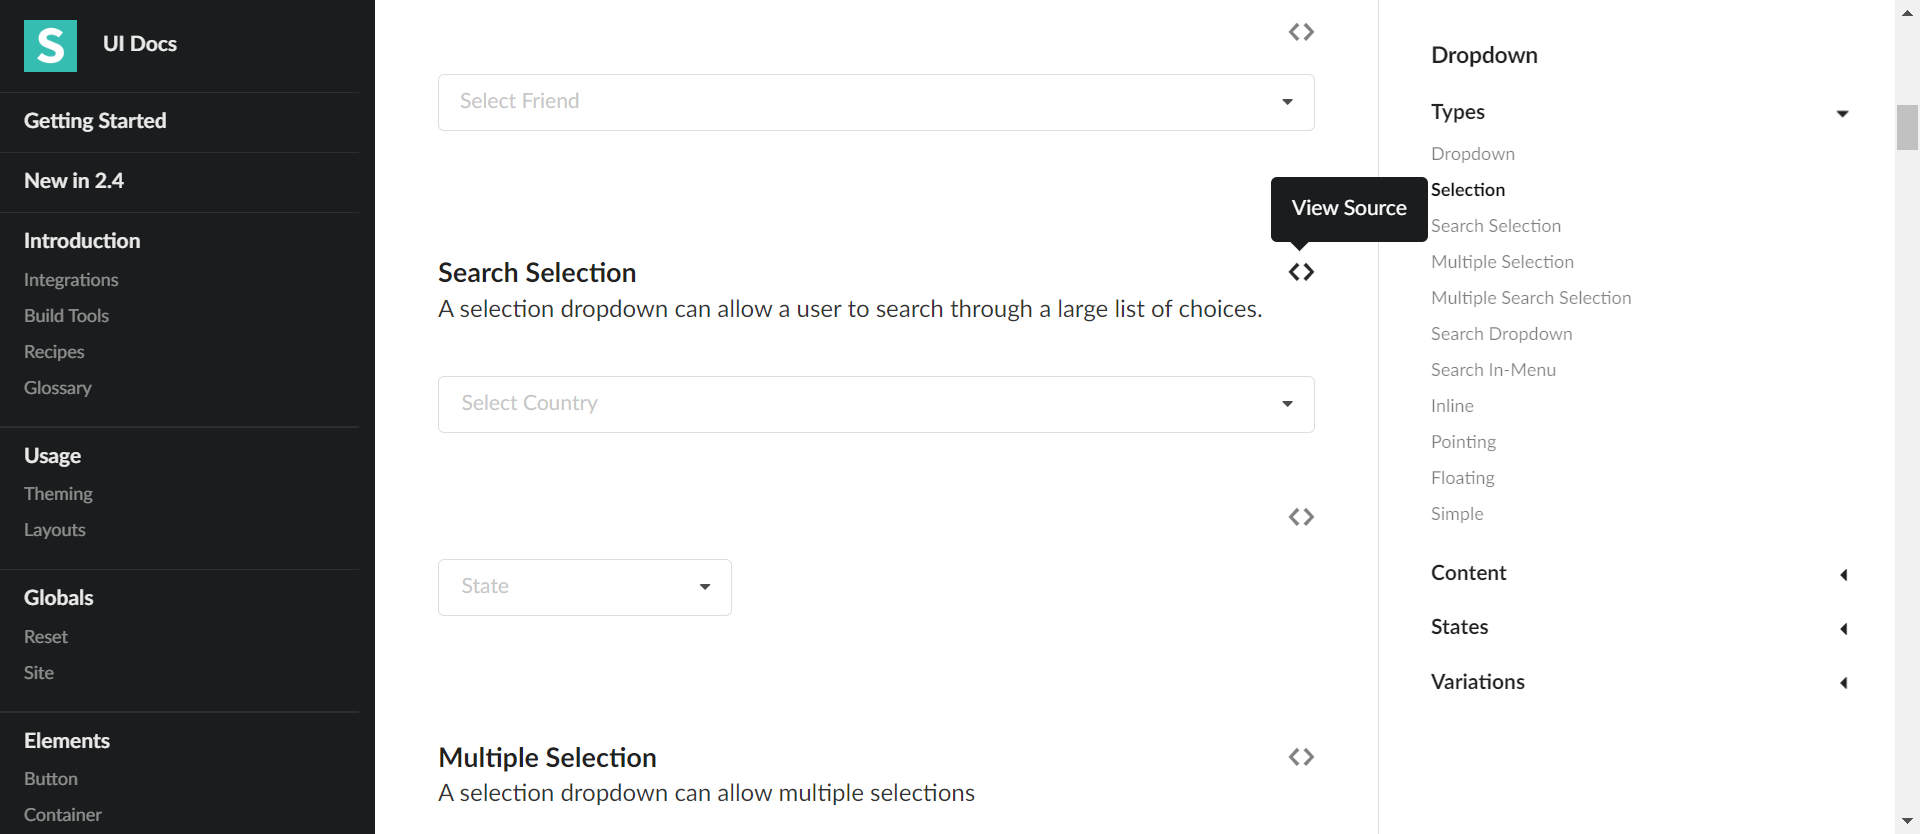 S
UI Docs
Getting Started
New in 2.4
Introduction
Integrations
Build Tools
Recipes
Glossary
Usage
Theming
Layouts
Globals
Reset
Site
Elements
Button
Container
Select Friend
View Source
Search Selection
A selection dropdown can allow a user to search through a large list of choices.
Select Country
State
Multiple Selection
A selection dropdown can allow multiple selections
Dropdown
Types
Dropdown
Selection
Search Selection
Multiple Selection
Multiple Search Selection
Search Dropdown
Search In-Menu
Inline
Pointing
Floating
Simple
Content
States
Variations